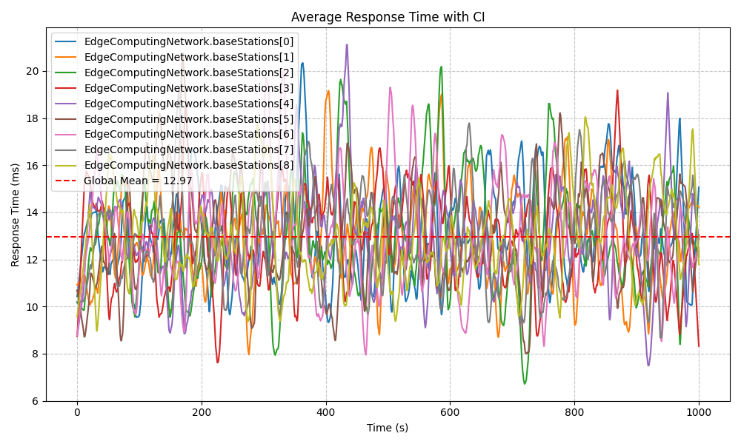 Average Response Time with CI
EdgeComputingNetwork.baseStations[0]
EdgeComputingNetwork.baseStations[1]
EdgeComputingNetwork.baseStations[2]
EdgeComputingNetwork.baseStations[3]
EdgeComputingNetwork.baseStations[4]
EdgeComputingNetwork.baseStations[5]
EdgeComputingNetwork.baseStations[6]
EdgeComputingNetwork.baseStations[7]
EdgeComputingNetwork.baseStations[8]
Global Mean = 12.97
Response Time (ms)
20
18
16
14
12
10
8
6
0
200
400
600
800
1000
Time (s)